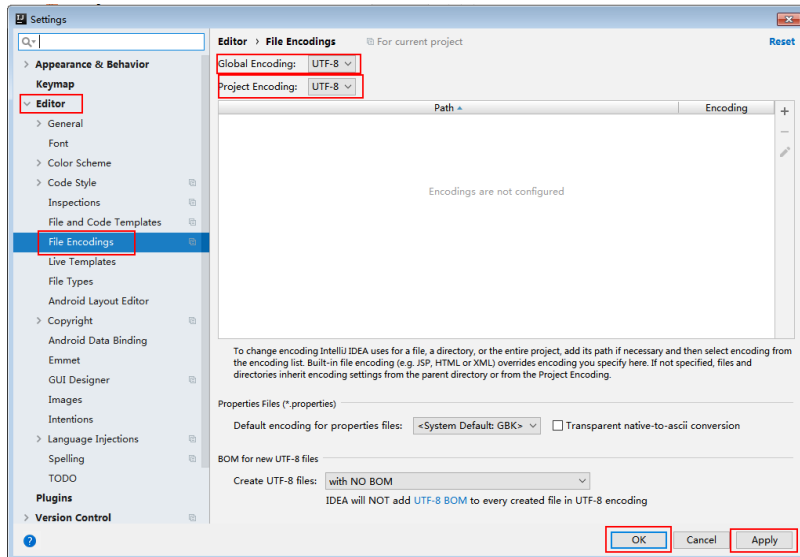 Settings
Editor > File Encodings
For current project
Reset
Appearance & Behavior
Keymap
Editor
General
Font
Color Scheme
Code Style
Inspections
File and Code Templates
File Encodings
Live Templates
File Types
Android Layout Editor
Copyright
Android Data Binding
Emmet
GUI Designer
Images
Intentions
Language Injections
Spelling
TODO
Plugins
Version Control
Global Encoding: UTF-8
Project Encoding: UTF-8
Path Encoding
Encodings are not configured
To change encoding IntelliJ IDEA uses for a file, a directory, or the entire project, add its path if necessary and then select encoding from
the encoding list. Built-in file encoding (e.g. JSP, HTML or XML) overrides encoding you specify here. If not specified, files and
directories inherit encoding settings from the parent directory or from the Project Encoding.
Properties Files (*.properties)
Default encoding for properties files: <System Default: GBK> Transparent native-to-ascii conversion
BOM for new UTF-8 files
Create UTF-8 files: with NO BOM
IDEA will NOT add UTF-8 BOM to every created file in UTF-8 encoding
OK Cancel Apply